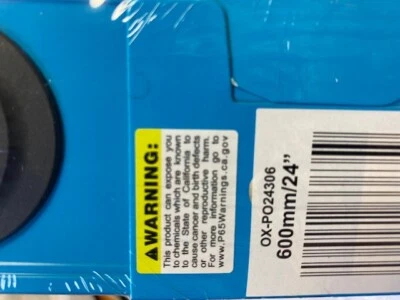 WARNING:
This product can expose you
to chemicals which are known
to the State of California to
cause cancer and birth defects
or other reproductive harm.
For more information go to
www.P65Warnings.ca.gov
OX-PO24306
600mm/24"